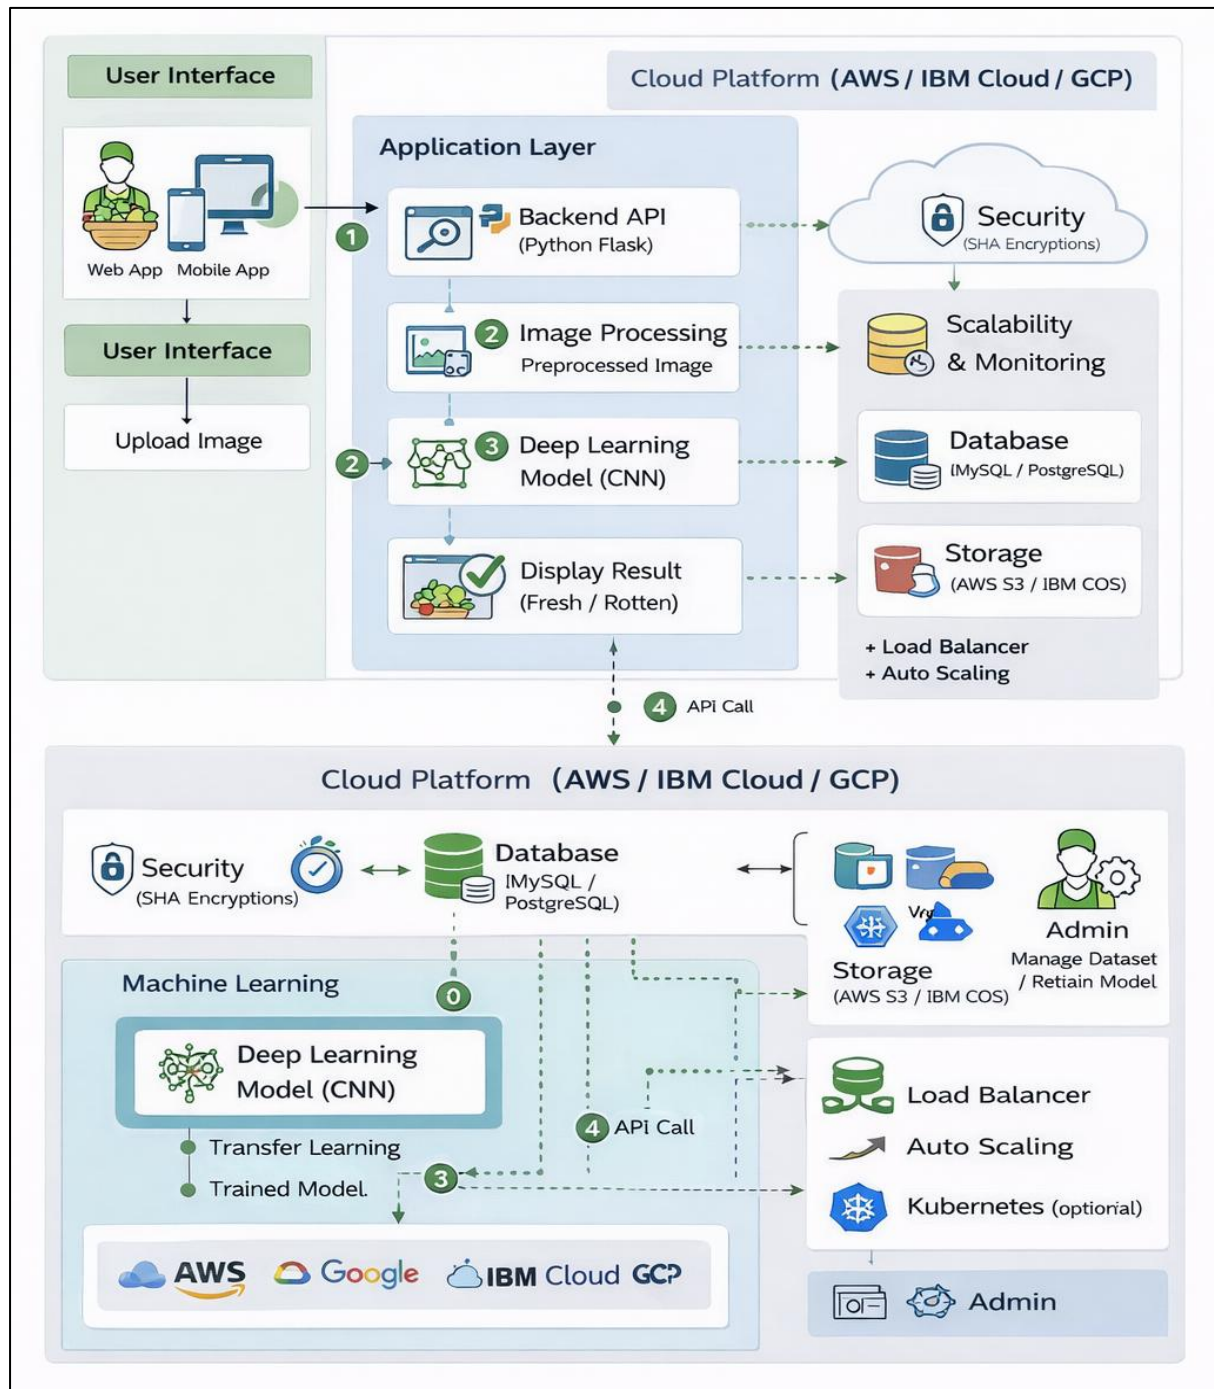 User Interface
Cloud Platform (AWS / IBM Cloud / GCP)
Web App Mobile App
User Interface
Upload Image
Application Layer
1
Backend API
(Python Flask)
2 Image Processing
Preprocessed Image
2
3 Deep Learning
Model (CNN)
Display Result
(Fresh / Rotten)
Security
(SHA Encryptions)
Scalability
& Monitoring
Database
(MySQL / PostgreSQL)
Storage
(AWS S3 / IBM COS)
+ Load Balancer
+ Auto Scaling
4 APi Call
Cloud Platform (AWS / IBM Cloud / GCP)
Security
(SHA Encryptions)
Database
(MySQL /
PostgreSQL)
Vry
Storage
(AWS S3 / IBM COS)
Admin
Manage Dataset
/ Retiain Model
Machine Learning
0
Deep Learning
Model (CNN)
Transfer Learning
Trained Model.
4 APi Call
3
AWS Google IBM Cloud GCP
Load Balancer
Auto Scaling
Kubernetes (optiorial)
Admin